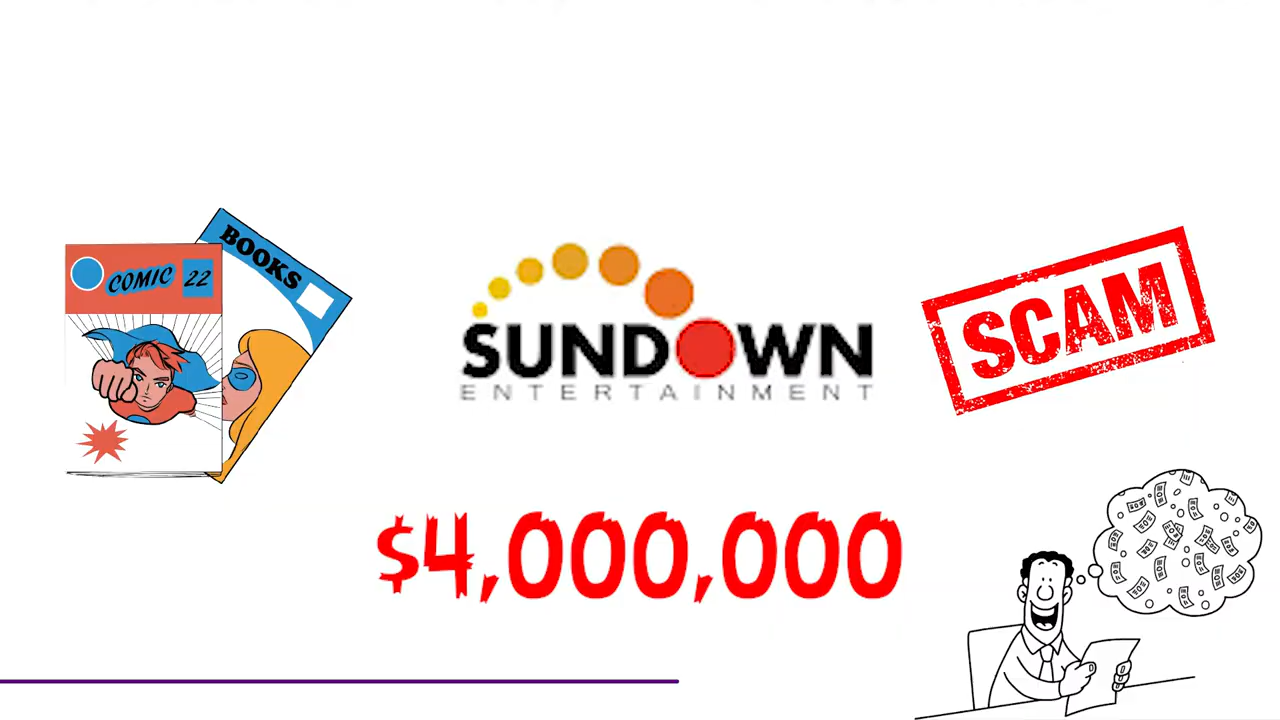 BOOKS
COMIC 22
SUNDOWN
ENTERTAINMENT
SCAM
$4,000,000